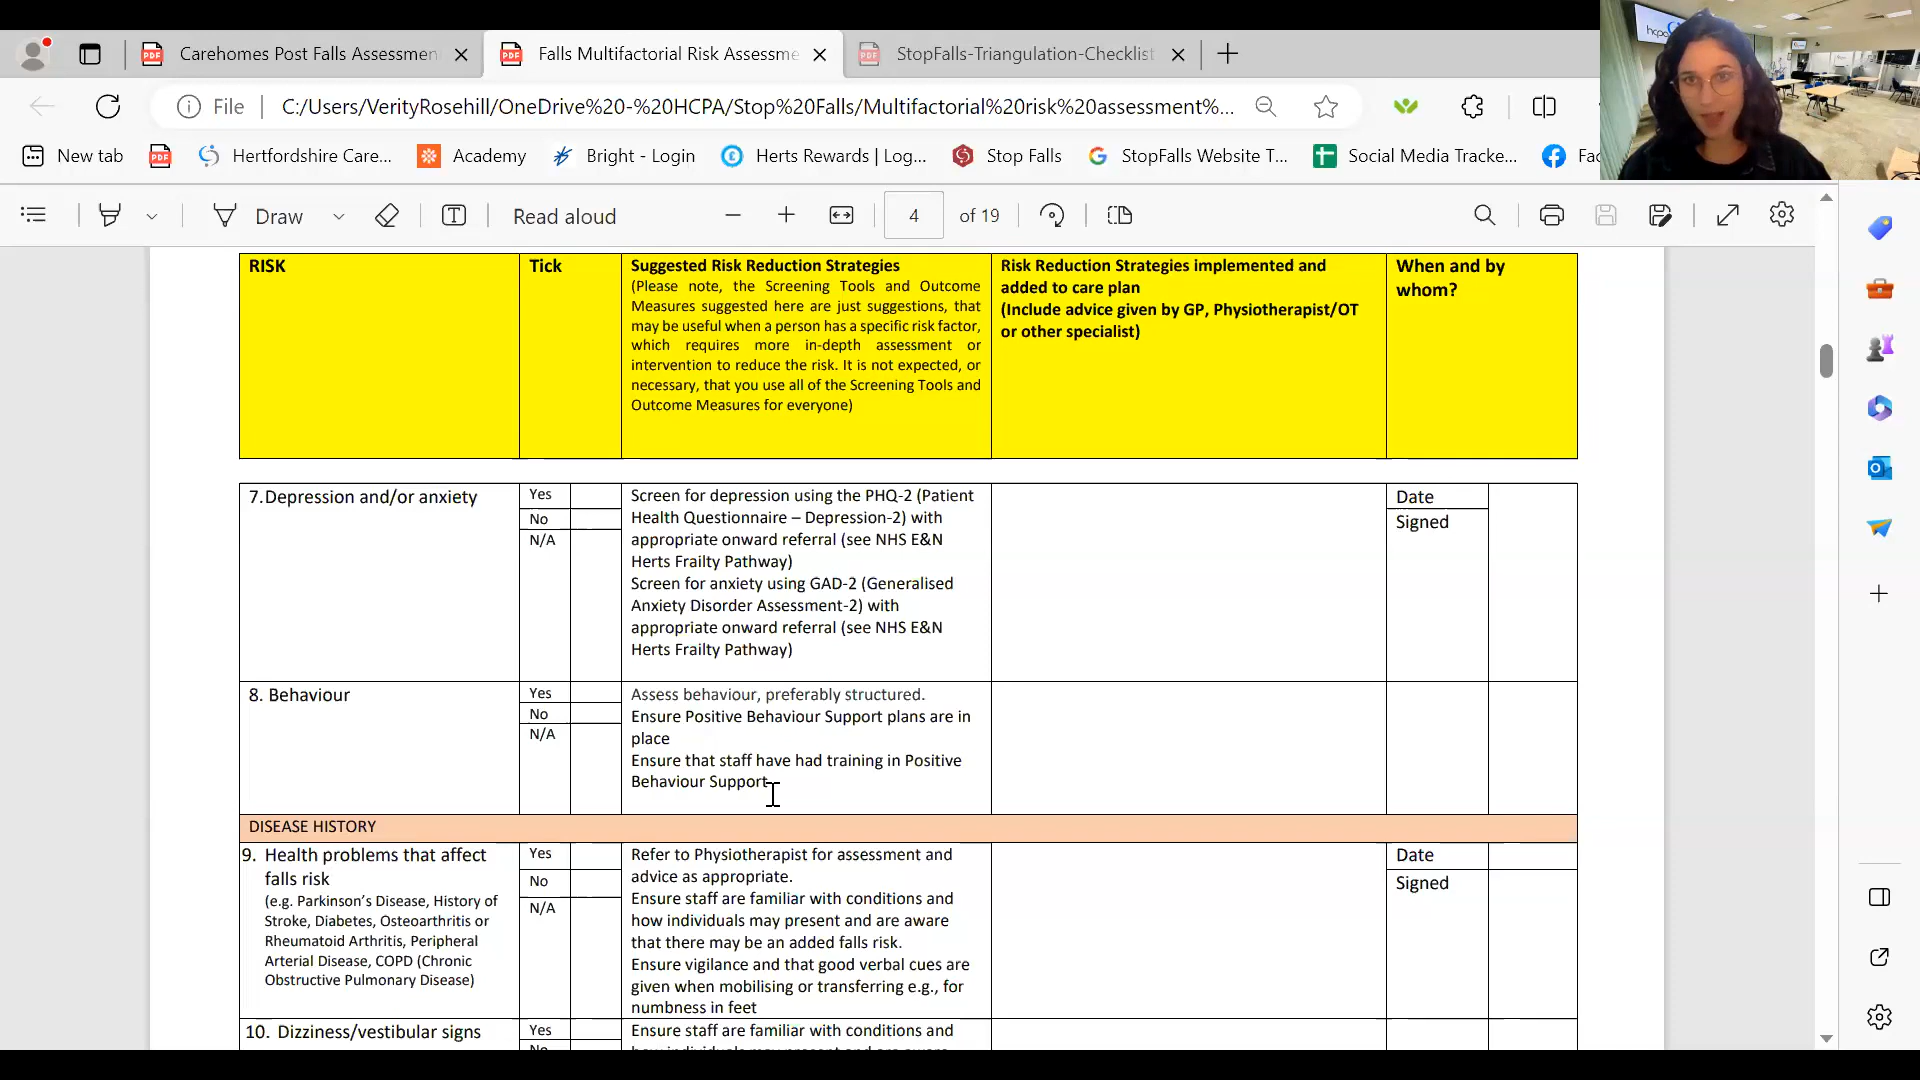 Carehomes Post Falls Assessmen
Falls Multifactorial Risk Assessme
StopFalls-Triangulation-Checklist
File
C:/Users/VerityRosehill/OneDrive%20-%20HCPA/Stop%20Falls/Multifactorial%20risk%20assessment%...
New tab
Hertfordshire Care...
Academy
Bright - Login
Herts Rewards | Log...
Stop Falls
StopFalls Website T...
Social Media Tracke...
Fac
hcpa
Draw
Read aloud
4
of 19
RISK
Tick
Suggested Risk Reduction Strategies
(Please note, the Screening Tools and Outcome
Measures suggested here are just suggestions, that
may be useful when a person has a specific risk factor,
which requires more in-depth assessment or
intervention to reduce the risk. It is not expected, or
necessary, that you use all of the Screening Tools and
Outcome Measures for everyone)
Risk Reduction Strategies implemented and
added to care plan
(Include advice given by GP, Physiotherapist/OT
or other specialist)
When and by
whom?
7.Depression and/or anxiety
Yes
No
N/A
Screen for depression using the PHQ-2 (Patient
Health Questionnaire – Depression-2) with
appropriate onward referral (see NHS E&N
Herts Frailty Pathway)
Screen for anxiety using GAD-2 (Generalised
Anxiety Disorder Assessment-2) with
appropriate onward referral (see NHS E&N
Herts Frailty Pathway)
Date
Signed
8. Behaviour
Yes
No
N/A
Assess behaviour, preferably structured.
Ensure Positive Behaviour Support plans are in
place
Ensure that staff have had training in Positive
Behaviour Support
DISEASE HISTORY
9. Health problems that affect
falls risk
(e.g. Parkinson's Disease, History of
Stroke, Diabetes, Osteoarthritis or
Rheumatoid Arthritis, Peripheral
Arterial Disease, COPD (Chronic
Obstructive Pulmonary Disease)
Yes
No
N/A
Refer to Physiotherapist for assessment and
advice as appropriate.
Ensure staff are familiar with conditions and
how individuals may present and are aware
that there may be an added falls risk.
Ensure vigilance and that good verbal cues are
given when mobilising or transferring e.g., for
numbness in feet
Date
Signed
10. Dizziness/vestibular signs
Yes
No
Ensure staff are familiar with conditions and